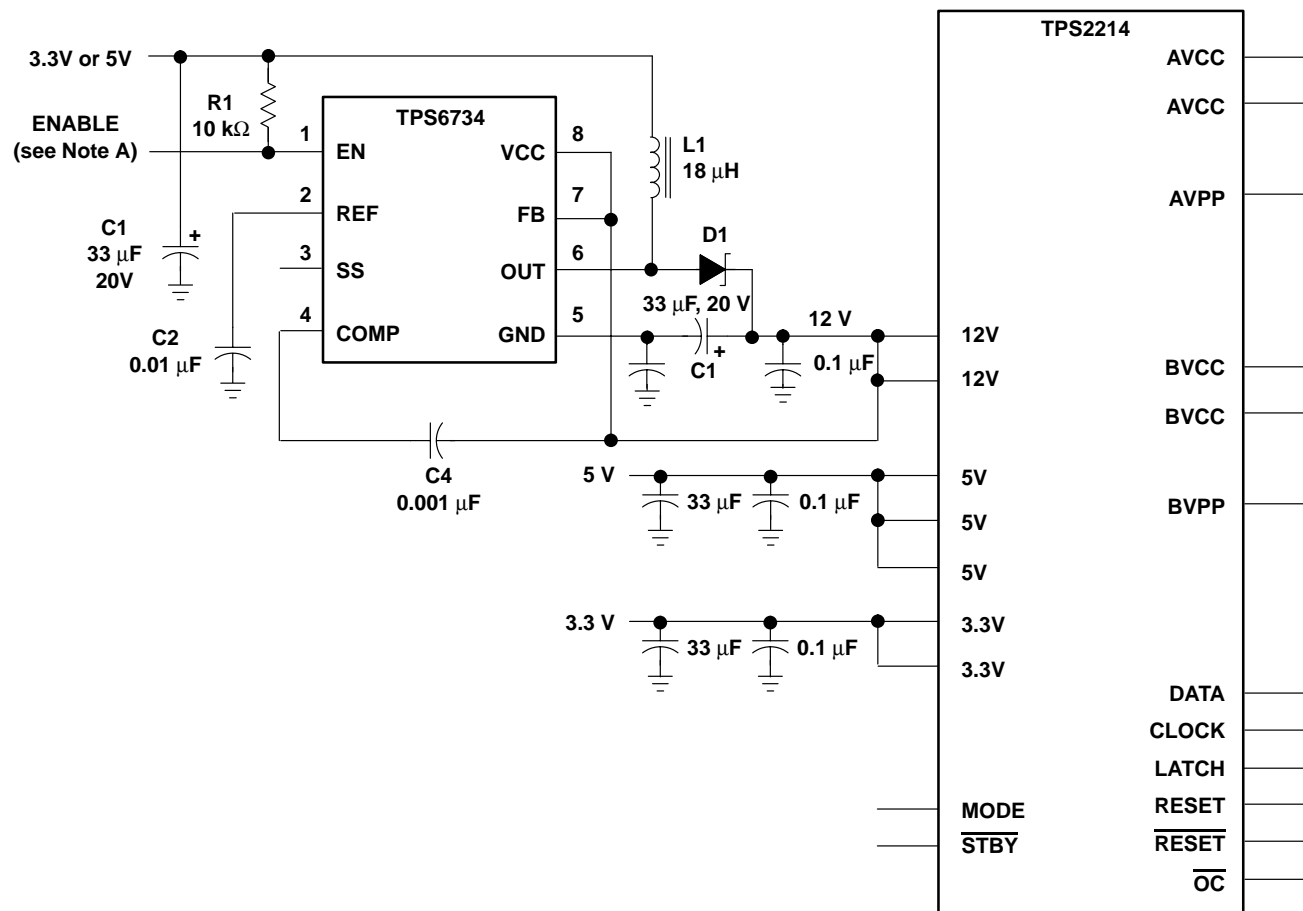 TPS2214
3.3V or 5V
AVCC
R1
10 kΩ
TPS6734
AVCC
ENABLE
(see Note A)
1
EN
VCC
8
L1
18 μH
2
REF
FB
7
AVPP
C1
33 μF
20V
+
3
SS
OUT
6
D1
33 μF, 20 V
4
COMP
GND
5
12 V
12V
C2
0.01 μF
C1
+
0.1 μF
12V
BVCC
BVCC
C4
0.001 μF
5 V
33 μF
0.1 μF
5V
5V
5V
BVPP
3.3 V
33 μF
0.1 μF
3.3V
3.3V
DATA
CLOCK
LATCH
MODE
RESET
STBY
RESET
OC